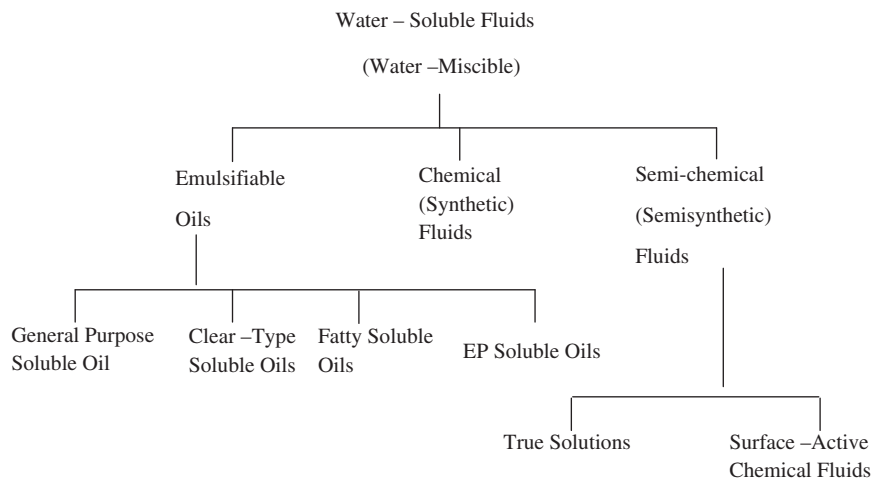 Water – Soluble Fluids
(Water –Miscible)
Emulsifiable
Oils
Chemical
(Synthetic)
Fluids
Semi-chemical
(Semisynthetic)
Fluids
General Purpose
Soluble Oil
Clear –Type
Soluble Oils
Fatty Soluble
Oils
EP Soluble Oils
True Solutions
Surface –Active
Chemical Fluids